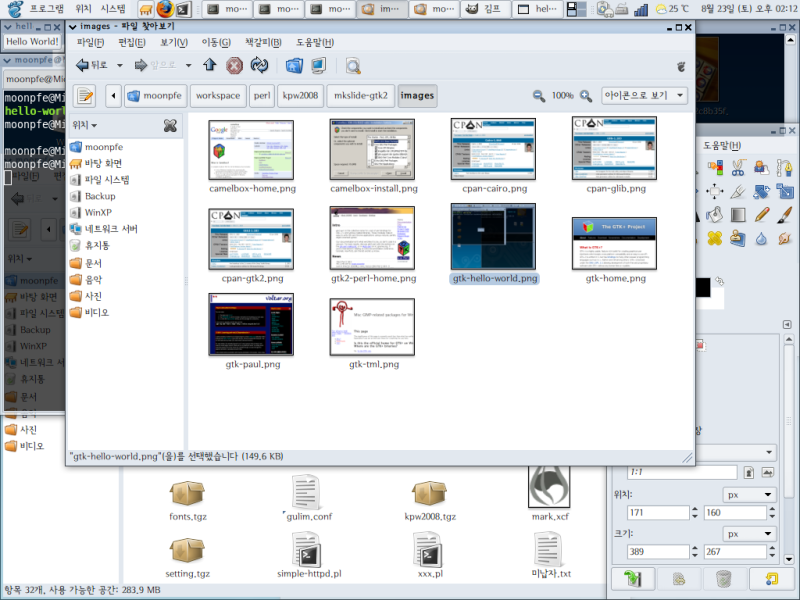 프로그램 위치 시스템 mo··· mo··· mo··· im··· mo··· 김프 hel··· 25 ℃ 8월 23일 (토) 오후 02:12
images - 파일 찾아보기
파일(F) 편집(E) 보기(V) 이동(G) 책갈피(B) 도움말(H)
뒤로 앞으로
moonpfe workspace perl kpw2008 mkslide-gtk2 images 100% 아이콘으로 보기
위치
moonpfe
바탕 화면
파일 시스템
Backup
WinXP
네트워크 서버
휴지통
문서
음악
사진
비디오
camelbox-home.png camelbox-install.png cpan-cairo.png cpan-glib.png
cpan-gtk2.png gtk2-perl-home.png gtk-hello-world.png gtk-home.png
gtk-paul.png gtk-tml.png
"gtk-hello-world.png"(을)를 선택했습니다 (149.6 KB)
hell
Hello World!
moonpfe@
moonpfe@Mi
moonpfe@Mi
hello-worl
moonpfe@Mi
moonpfe@Mi
moonpfe@Mi
위치
moonpfe
바탕 화면
파일 시스템
Backup
WinXP
네트워크 서
휴지통
문서
음악
사진
비디오
fonts.tgz gulim.conf kpw2008.tgz mark.xcf
setting.tgz simple-httpd.pl xxx.pl 미납자.txt
항목 32개, 사용 가능한 공간: 283.9 MB
도움말(H)
1:1
위치: px
171 160
크기: px
389 267